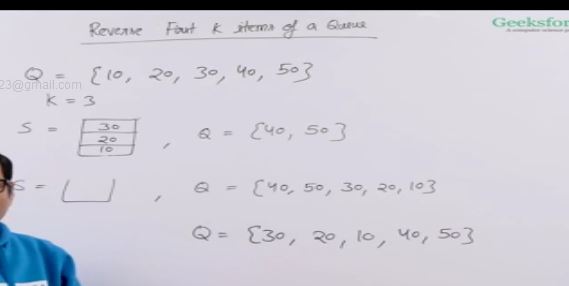 Reverse First K items of a Queue
Geeksfor
A computer science p
Q = {10, 20, 30, 40, 50}
23@gmail.com
K = 3
S = 30 , Q = {40, 50}
20
10
S = , Q = {40, 50, 30, 20, 10}
Q = {30, 20, 10, 40, 50}